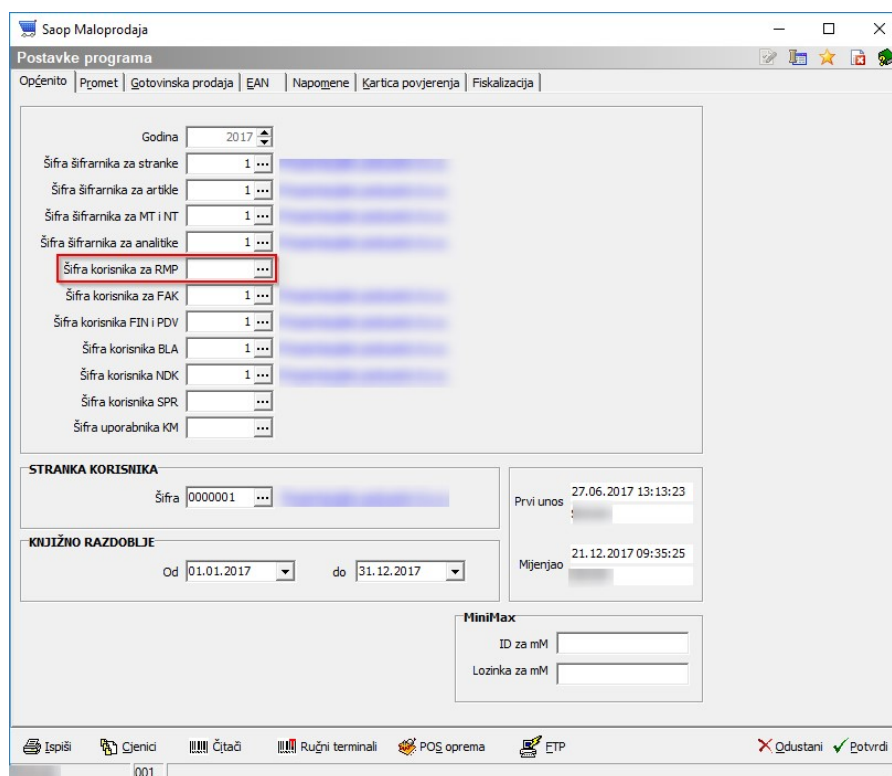 Saop Maloprodaja
Postavke programa
Općenito Promet Gotovinska prodaja EAN Napomene Kartica povjerenja Fiskalizacija
Godina 2017
Šifra šifrarnika za stranke 1 ...
Šifra šifrarnika za artikle 1 ...
Šifra šifrarnika za MT i NT 1 ...
Šifra šifrarnika za analitike 1 ...
Šifra korisnika za RMP ...
Šifra korisnika za FAK 1 ...
Šifra korisnika FIN i PDV 1 ...
Šifra korisnika BLA 1 ...
Šifra korisnika NDK 1 ...
Šifra korisnika SPR ...
Šifra uporabnika KM ...
STRANKA KORISNIKA
Šifra 0000001 ...
Prvi unos 27.06.2017 13:13:23
KNJIŽNO RAZDOBLJE
Od 01.01.2017 do 31.12.2017
Mijenjao 21.12.2017 09:35:25
MiniMax
ID za mM
Lozinka za mM
Ispiši Cjenici Čitači Ručni terminali POS oprema FTP Odustani Potvrdi
001